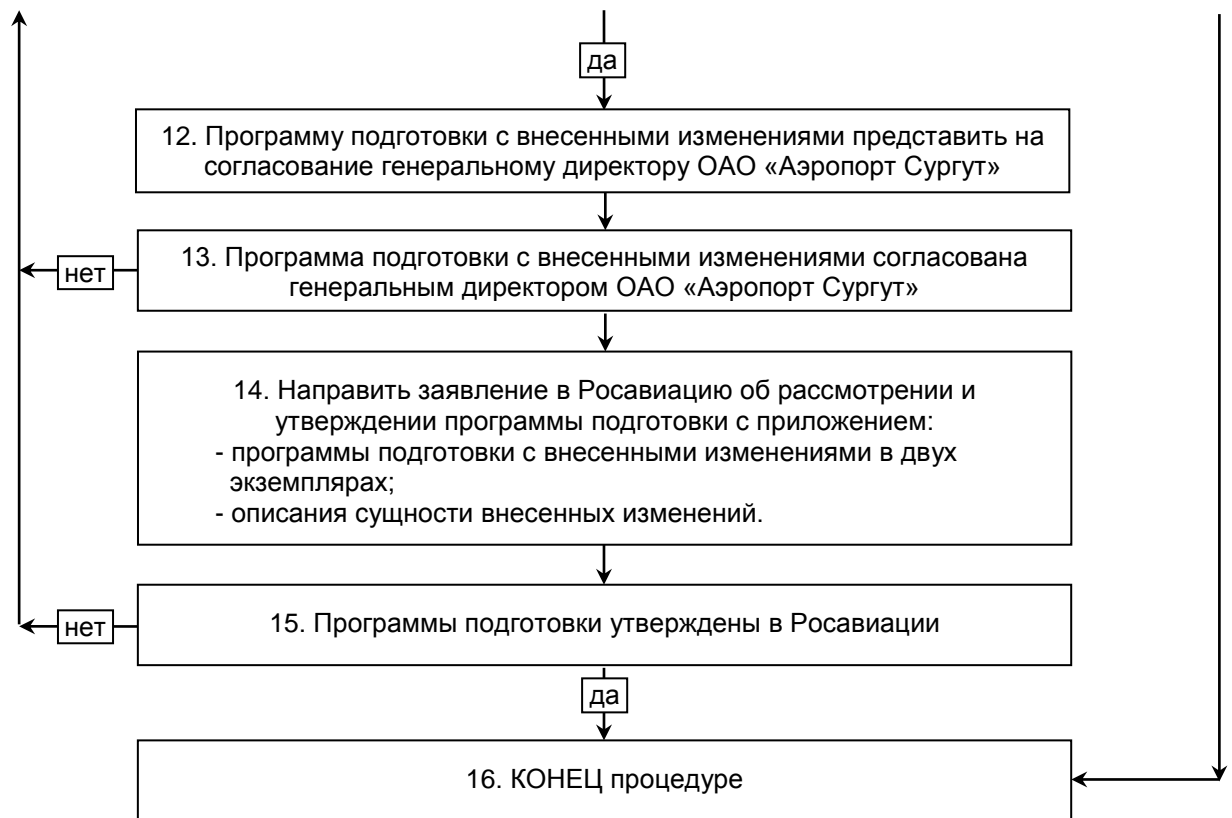 да
12. Программу подготовки с внесенными изменениями представить на
согласование генеральному директору ОАО «Аэропорт Сургут»
13. Программа подготовки с внесенными изменениями согласована
нет
генеральным директором ОАО «Аэропорт Сургут»
14. Направить заявление в Росавиацию об рассмотрении и
утверждении программы подготовки с приложением:
- программы подготовки с внесенными изменениями в двух
экземплярах;
- описания сущности внесенных изменений.
нет
15. Программы подготовки утверждены в Росавиации
да
16. КОНЕЦ процедуре